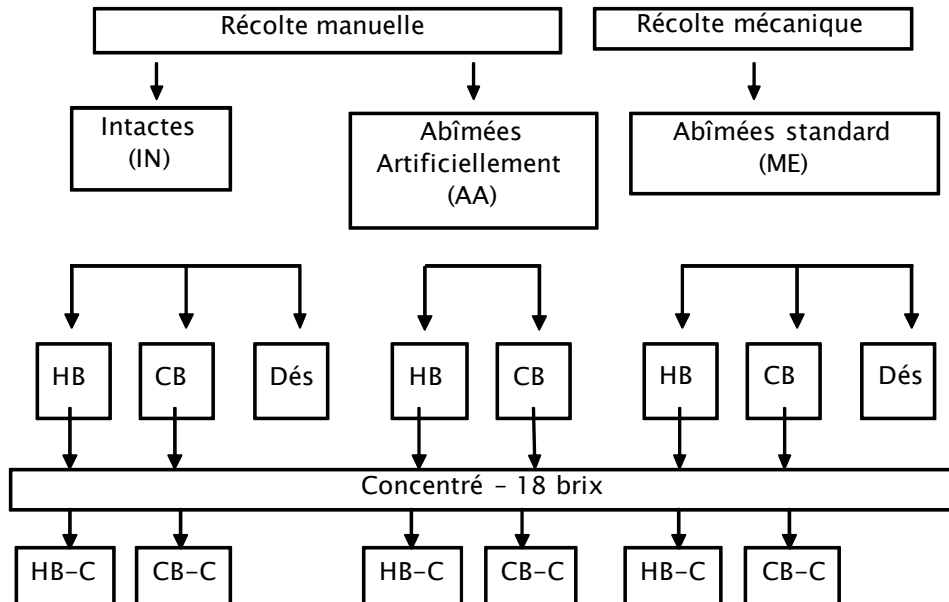 Récolte manuelle
Récolte mécanique
Intactes
(IN)
Abîmées
Artificiellement
(AA)
Abîmées standard
(ME)
HB
CB
Dés
HB
CB
HB
CB
Dés
Concentré – 18 brix
HB-C
CB-C
HB-C
CB-C
HB-C
CB-C